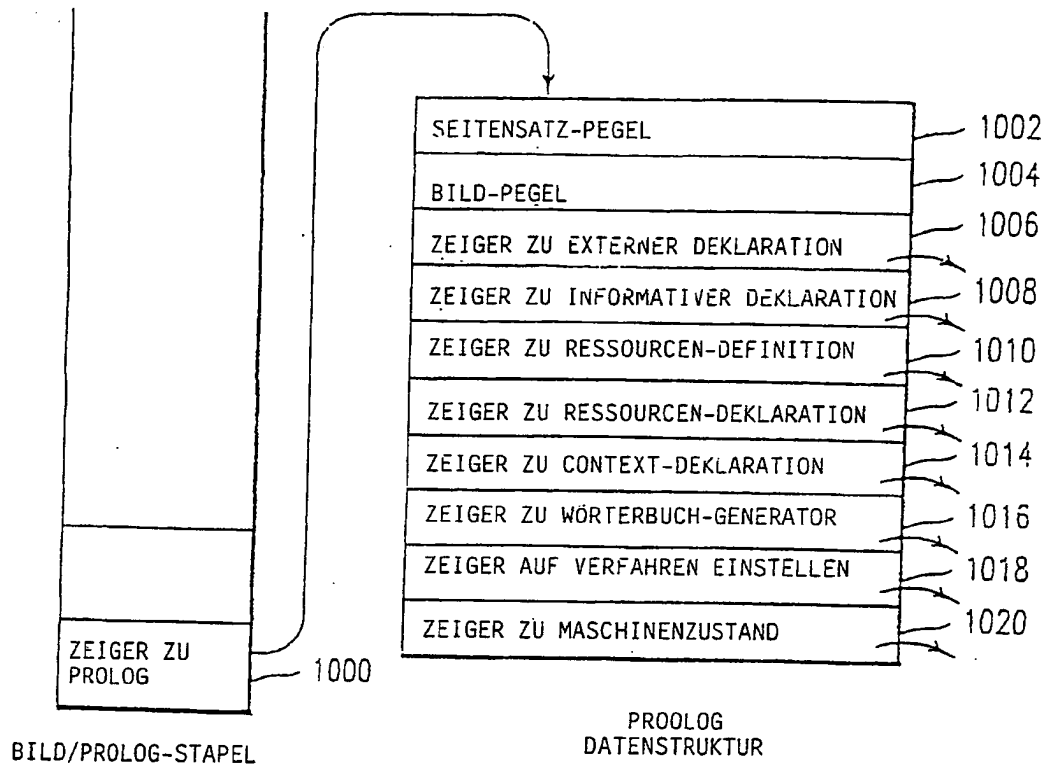 SEITENSATZ-PEGEL
1002
BILD-PEGEL
1004
ZEIGER ZU EXTERNER DEKLARATION
1006
ZEIGER ZU INFORMATIVER DEKLARATION
1008
ZEIGER ZU RESSOURCEN-DEFINITION
1010
ZEIGER ZU RESSOURCEN-DEKLARATION
1012
ZEIGER ZU CONTEXT-DEKLARATION
1014
ZEIGER ZU WÖRTERBUCH-GENERATOR
1016
ZEIGER AUF VERFAHREN EINSTELLEN
1018
ZEIGER ZU MASCHINENZUSTAND
1020
ZEIGER ZU
PROLOG
1000
BILD/PROLOG-STAPEL
PROOLOG
DATENSTRUKTUR